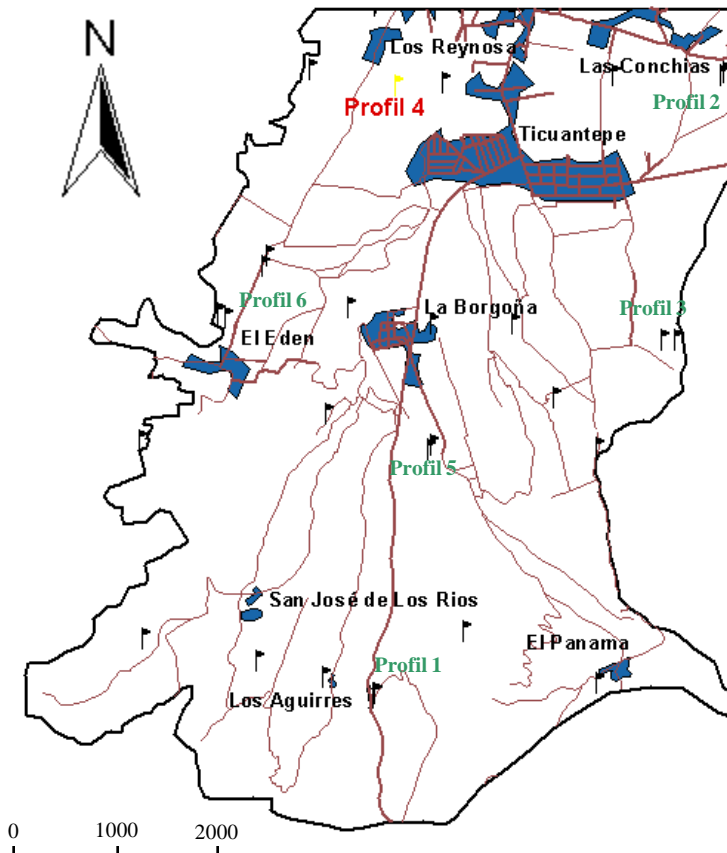 N
Los Reynosa
Las Conchias
Profil 4
Profil 2
Ticuantepe
Profil 6
La Borgoña
Profil 3
El Eden
Profil 5
San José de Los Rios
El Panama
Profil 1
Los Aguirres
0 1000 2000